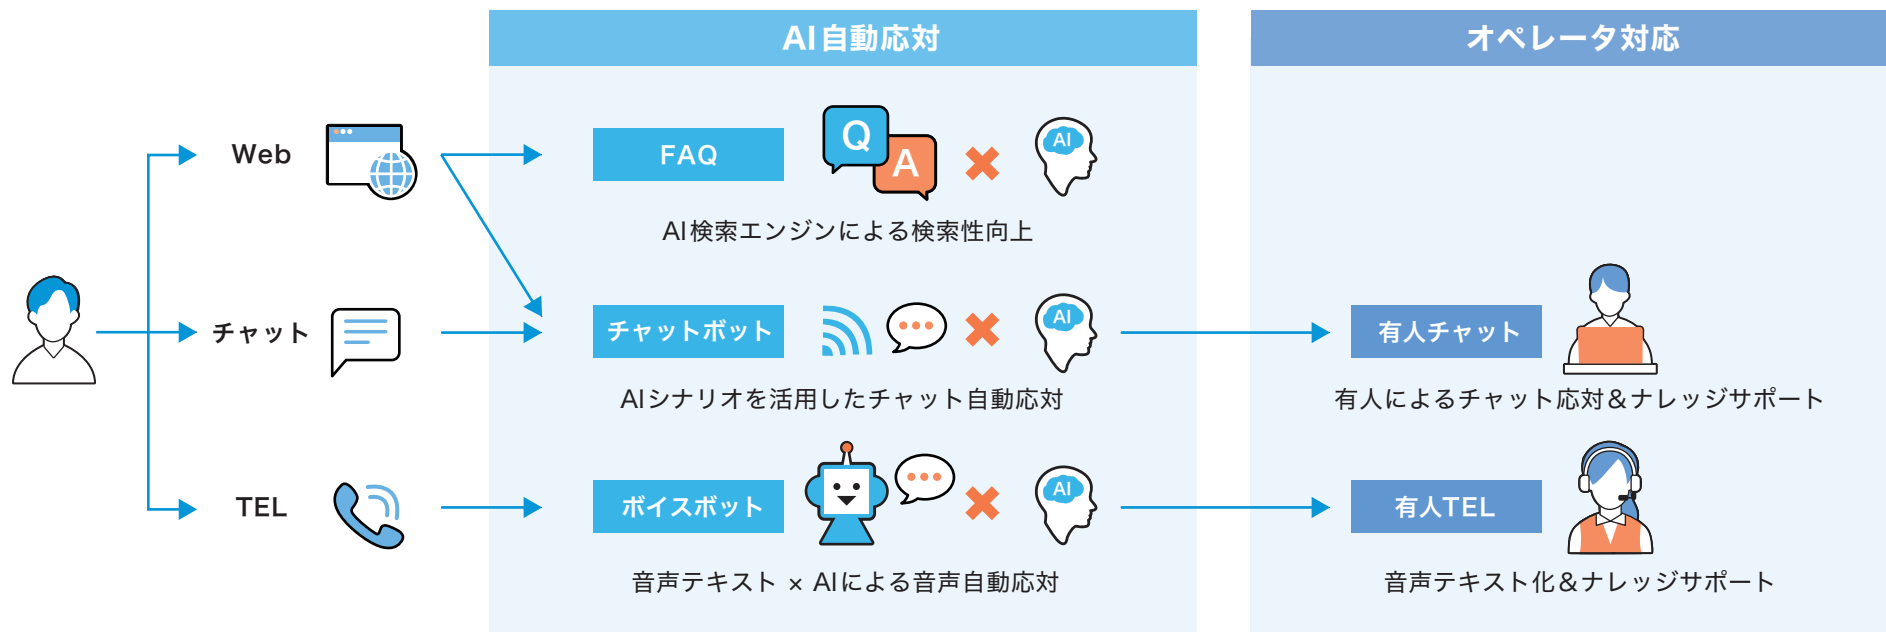 AI自動応対
オペレータ対応
Web
FAQ
Q
A
AI
AI検索エンジンによる検索性向上
チャット
チャットボット
AI
有人チャット
AIシナリオを活用したチャット自動応対
有人によるチャット応対&ナレッジサポート
TEL
ボイスボット
AI
有人TEL
音声テキスト × AIによる音声自動応対
音声テキスト化&ナレッジサポート